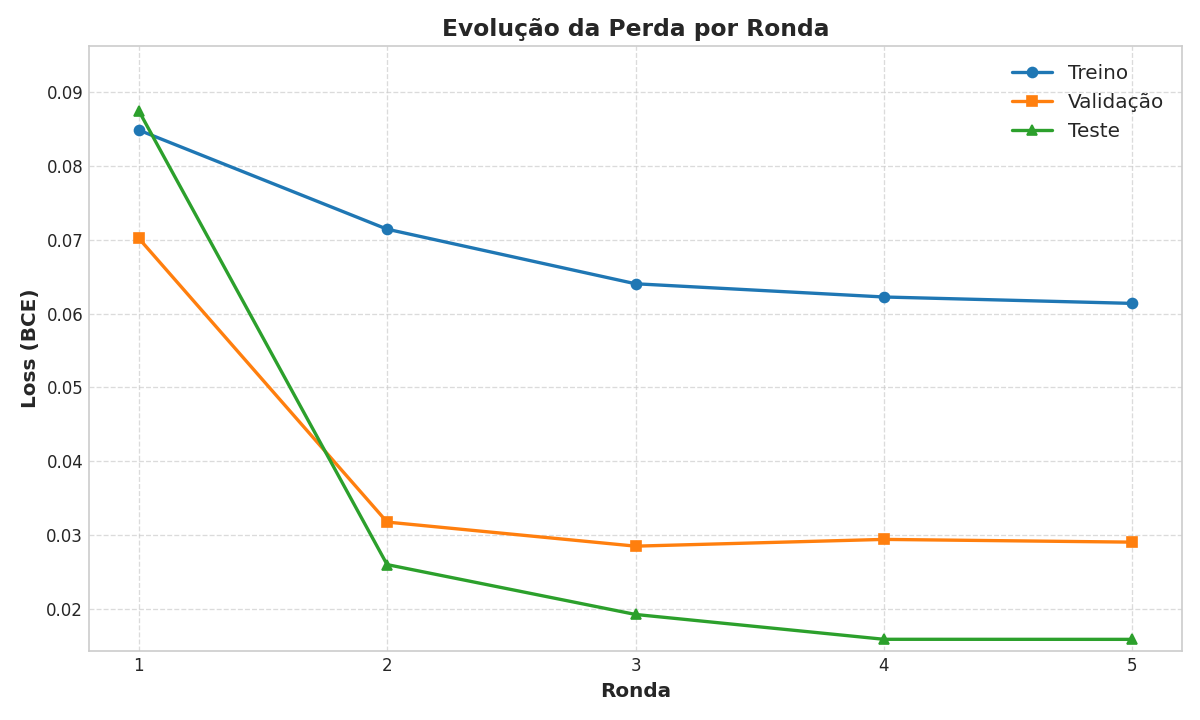 Evolução da Perda por Ronda
Treino
Validação
Teste
0.09
0.08
0.07
0.06
0.05
0.04
0.03
0.02
Loss (BCE)
1 2 3 4 5
Ronda